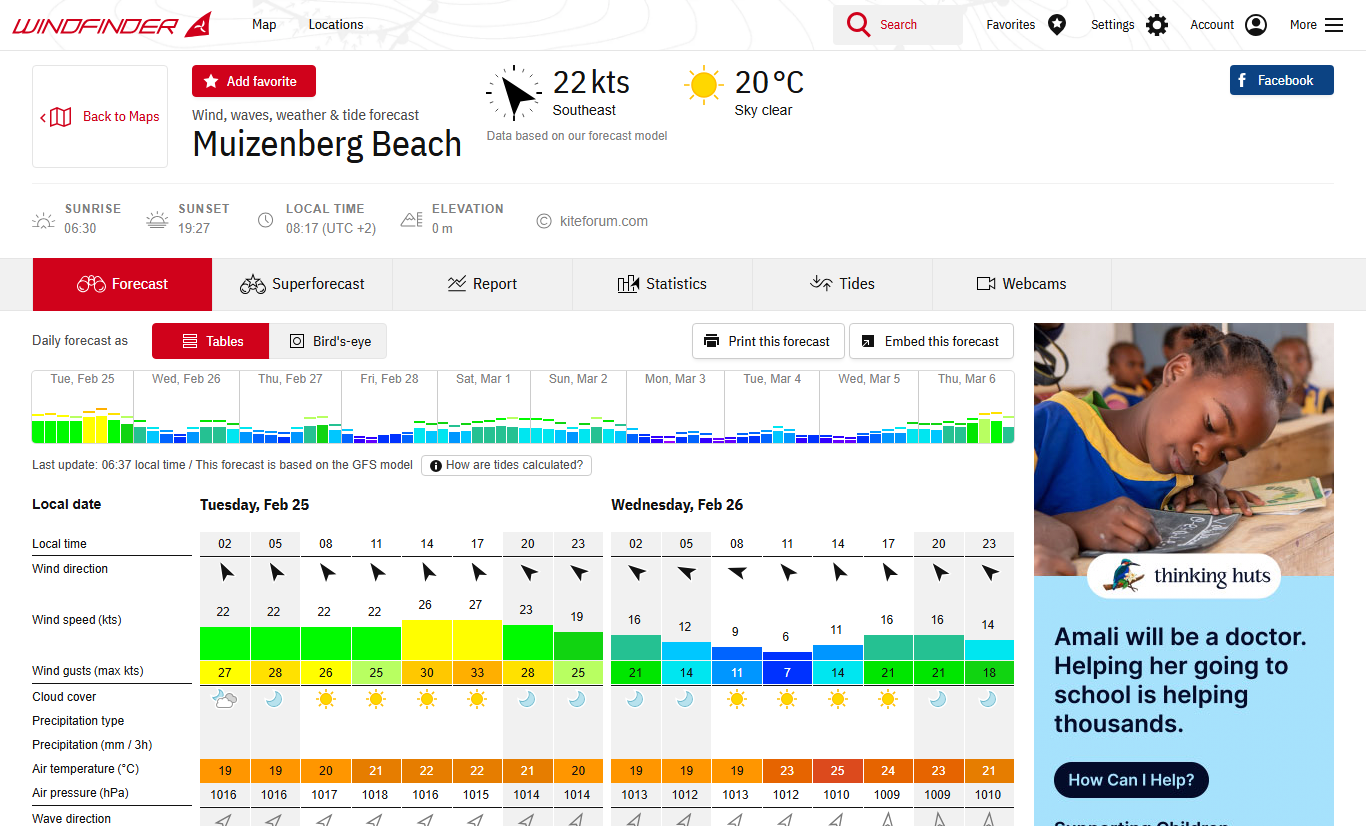 WINDFINDER
Map
Locations
Search
Favorites
Settings
Account
More
Back to Maps
Add favorite
Wind, waves, weather & tide forecast
Muizenberg Beach
22 kts
Southeast
20 °C
Sky clear
Data based on our forecast model
Facebook
SUNRISE
06:30
SUNSET
19:27
LOCAL TIME
08:17 (UTC +2)
ELEVATION
0 m
© kiteforum.com
Forecast
Superforecast
Report
Statistics
Tides
Webcams
Daily forecast as
Tables
Bird's-eye
Print this forecast
Embed this forecast
Tue, Feb 25 Wed, Feb 26 Thu, Feb 27 Fri, Feb 28 Sat, Mar 1 Sun, Mar 2 Mon, Mar 3 Tue, Mar 4 Wed, Mar 5 Thu, Mar 6
Last update: 06:37 local time / This forecast is based on the GFS model
How are tides calculated?
Local date Tuesday, Feb 25 Wednesday, Feb 26
Local time 02 05 08 11 14 17 20 23 02 05 08 11 14 17 20 23
Wind direction
Wind speed (kts) 22 22 22 22 26 27 23 19 16 12 9 6 11 16 16 14
Wind gusts (max kts) 27 28 26 25 30 33 28 25 21 14 11 7 14 21 21 18
Cloud cover
Precipitation type
Precipitation (mm / 3h)
Air temperature (°C) 19 19 20 21 22 22 21 20 19 19 19 23 25 24 23 21
Air pressure (hPa) 1016 1016 1017 1018 1016 1015 1014 1014 1013 1012 1013 1012 1010 1009 1009 1010
Wave direction
thinking huts
Amali will be a doctor.
Helping her going to
school is helping
thousands.
How Can I Help?
Supporting Children